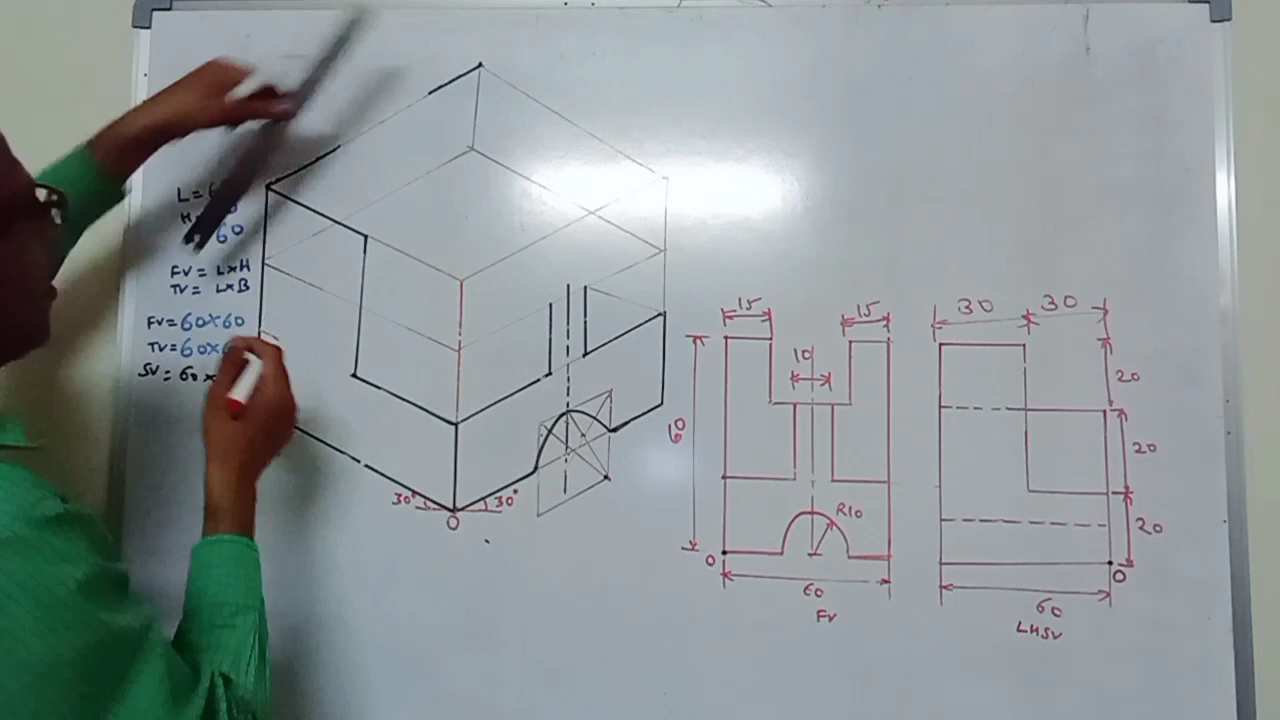 L=
H
60
FV = L×H
TV = L×B
FV = 60×60
TV = 60×
SV = 60 ×
30°
30°
O
15
15
10
60
R10
O
60
FV
30
30
20
20
20
O
60
LHSV